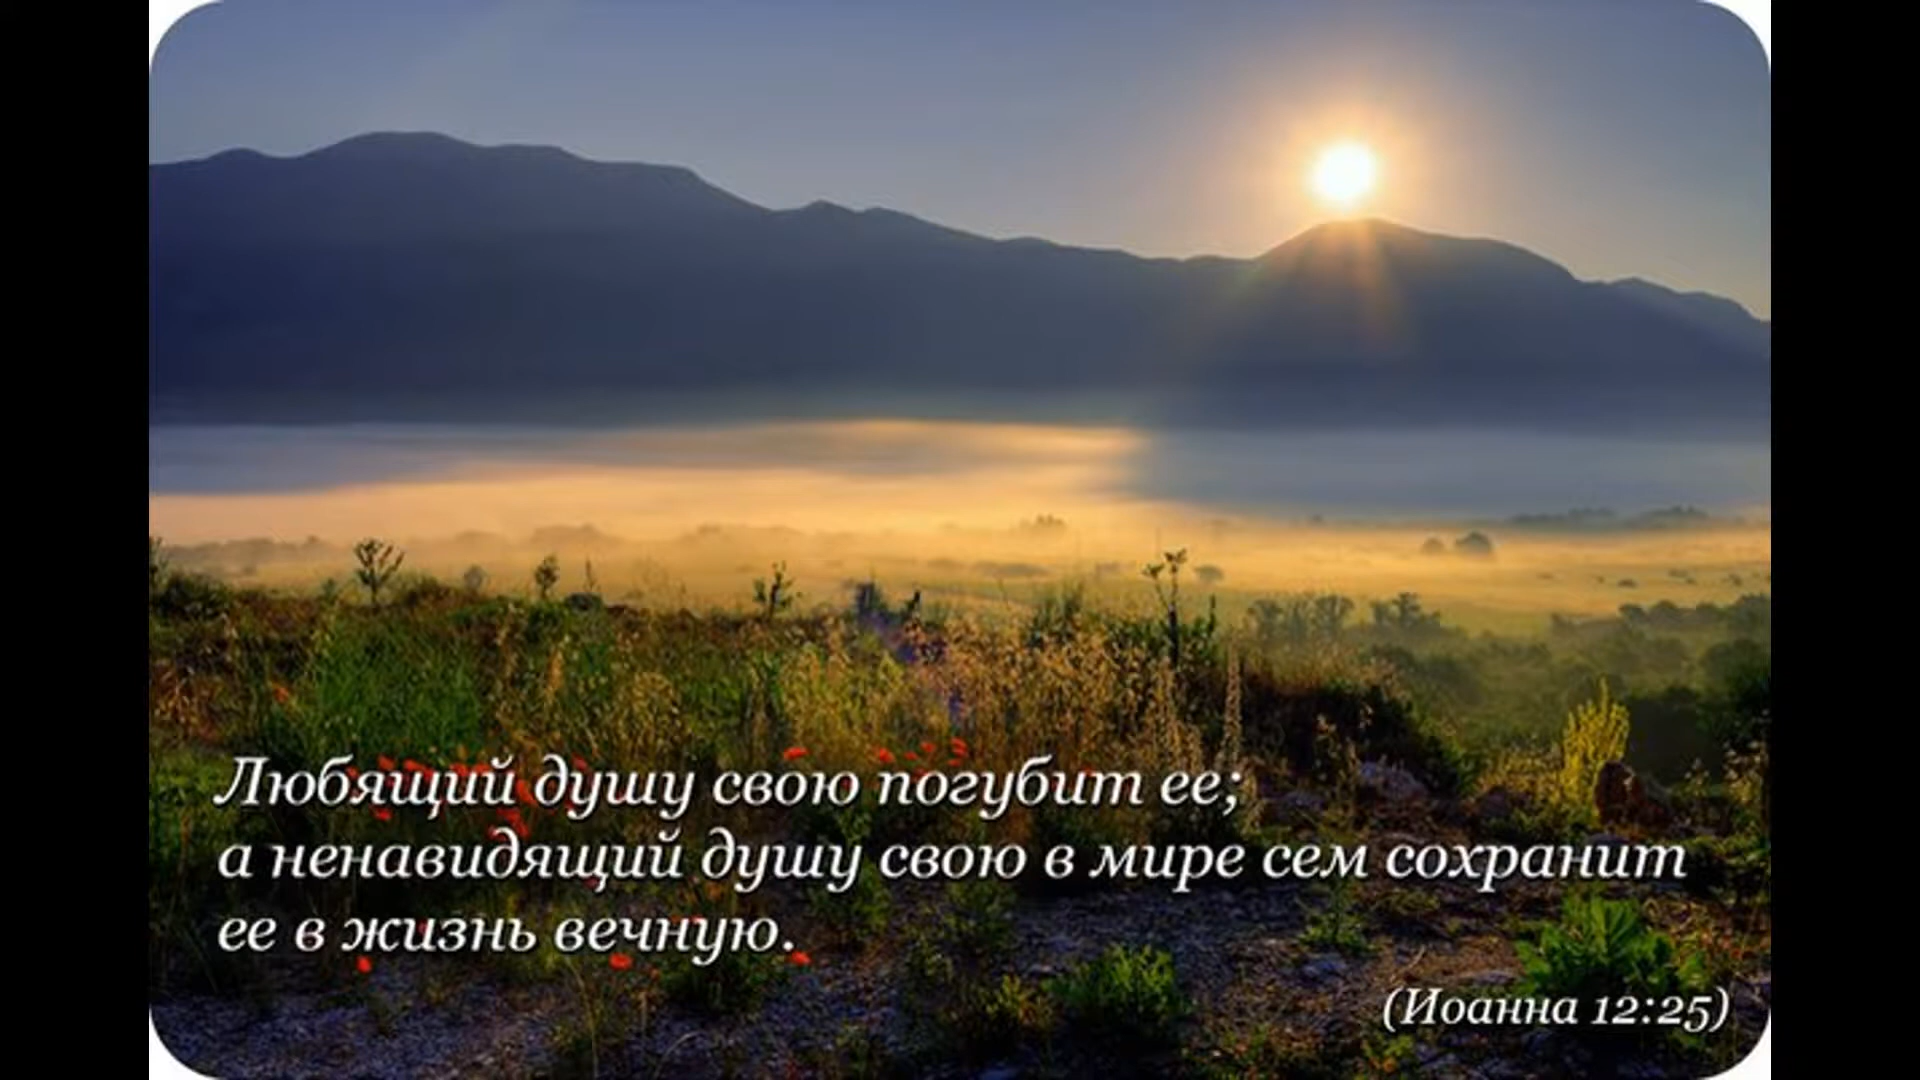 Любящий душу свою погубит ее;
а ненавидящий душу свою в мире сем сохранит
ее в жизнь вечную.
(Иоанна 12:25)